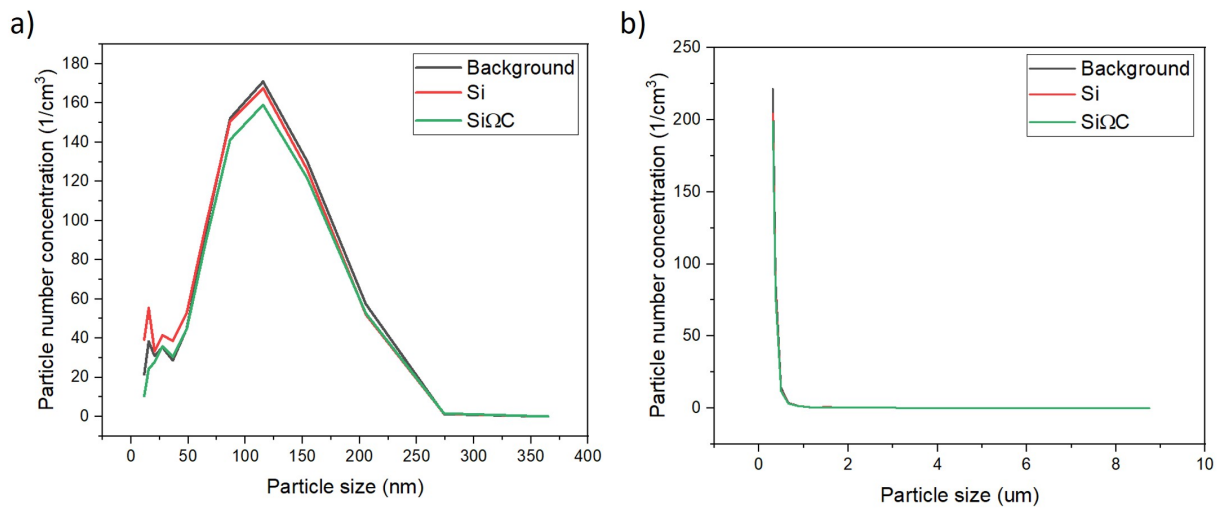 a)
Particle number concentration (1/cm³)
180
160
140
120
100
80
60
40
20
0
0 50 100 150 200 250 300 350 400
Particle size (nm)
Background
Si
SiΩC
b)
Particle number concentration (1/cm³)
250
200
150
100
50
0
0 2 4 6 8 10
Particle size (um)
Background
Si
SiΩC